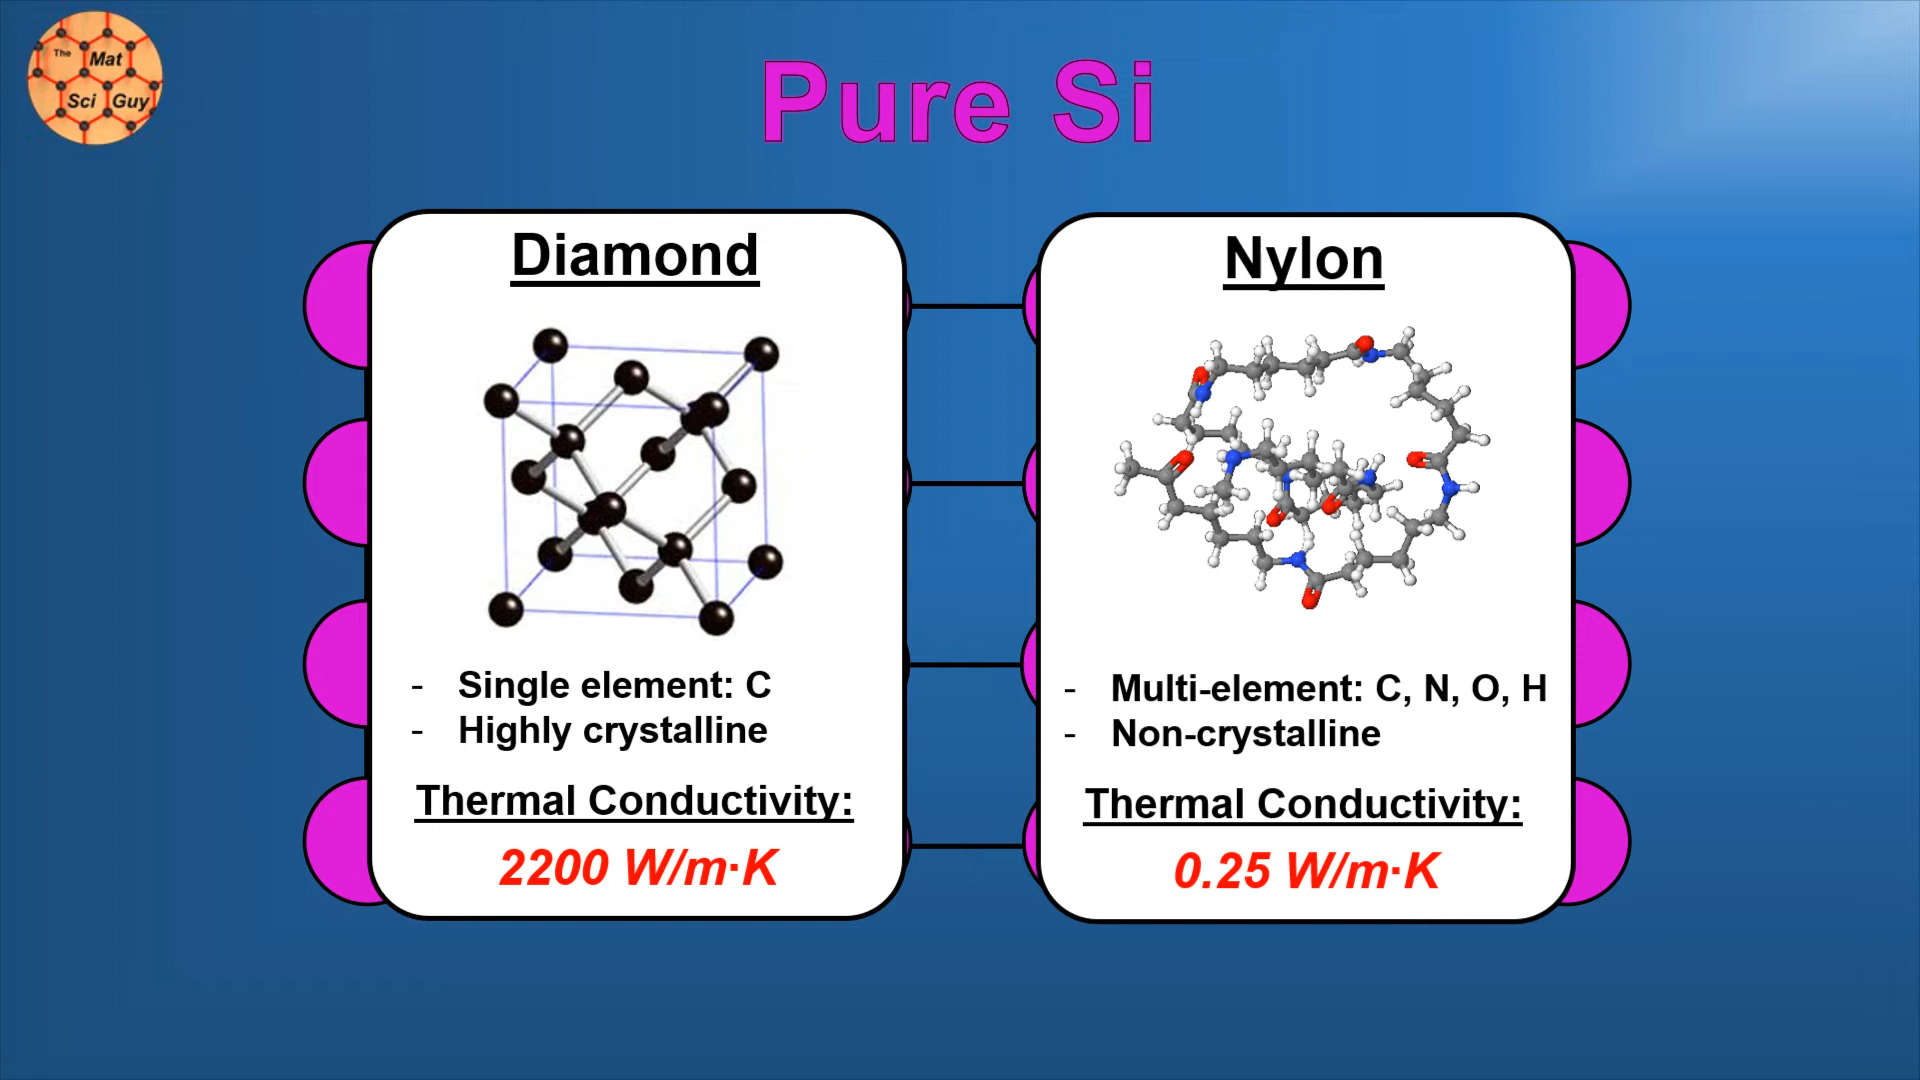 The
Mat
Sci Guy
Pure Si
Diamond
- Single element: C
- Highly crystalline
Thermal Conductivity:
2200 W/m·K
Nylon
- Multi-element: C, N, O, H
- Non-crystalline
Thermal Conductivity:
0.25 W/m·K